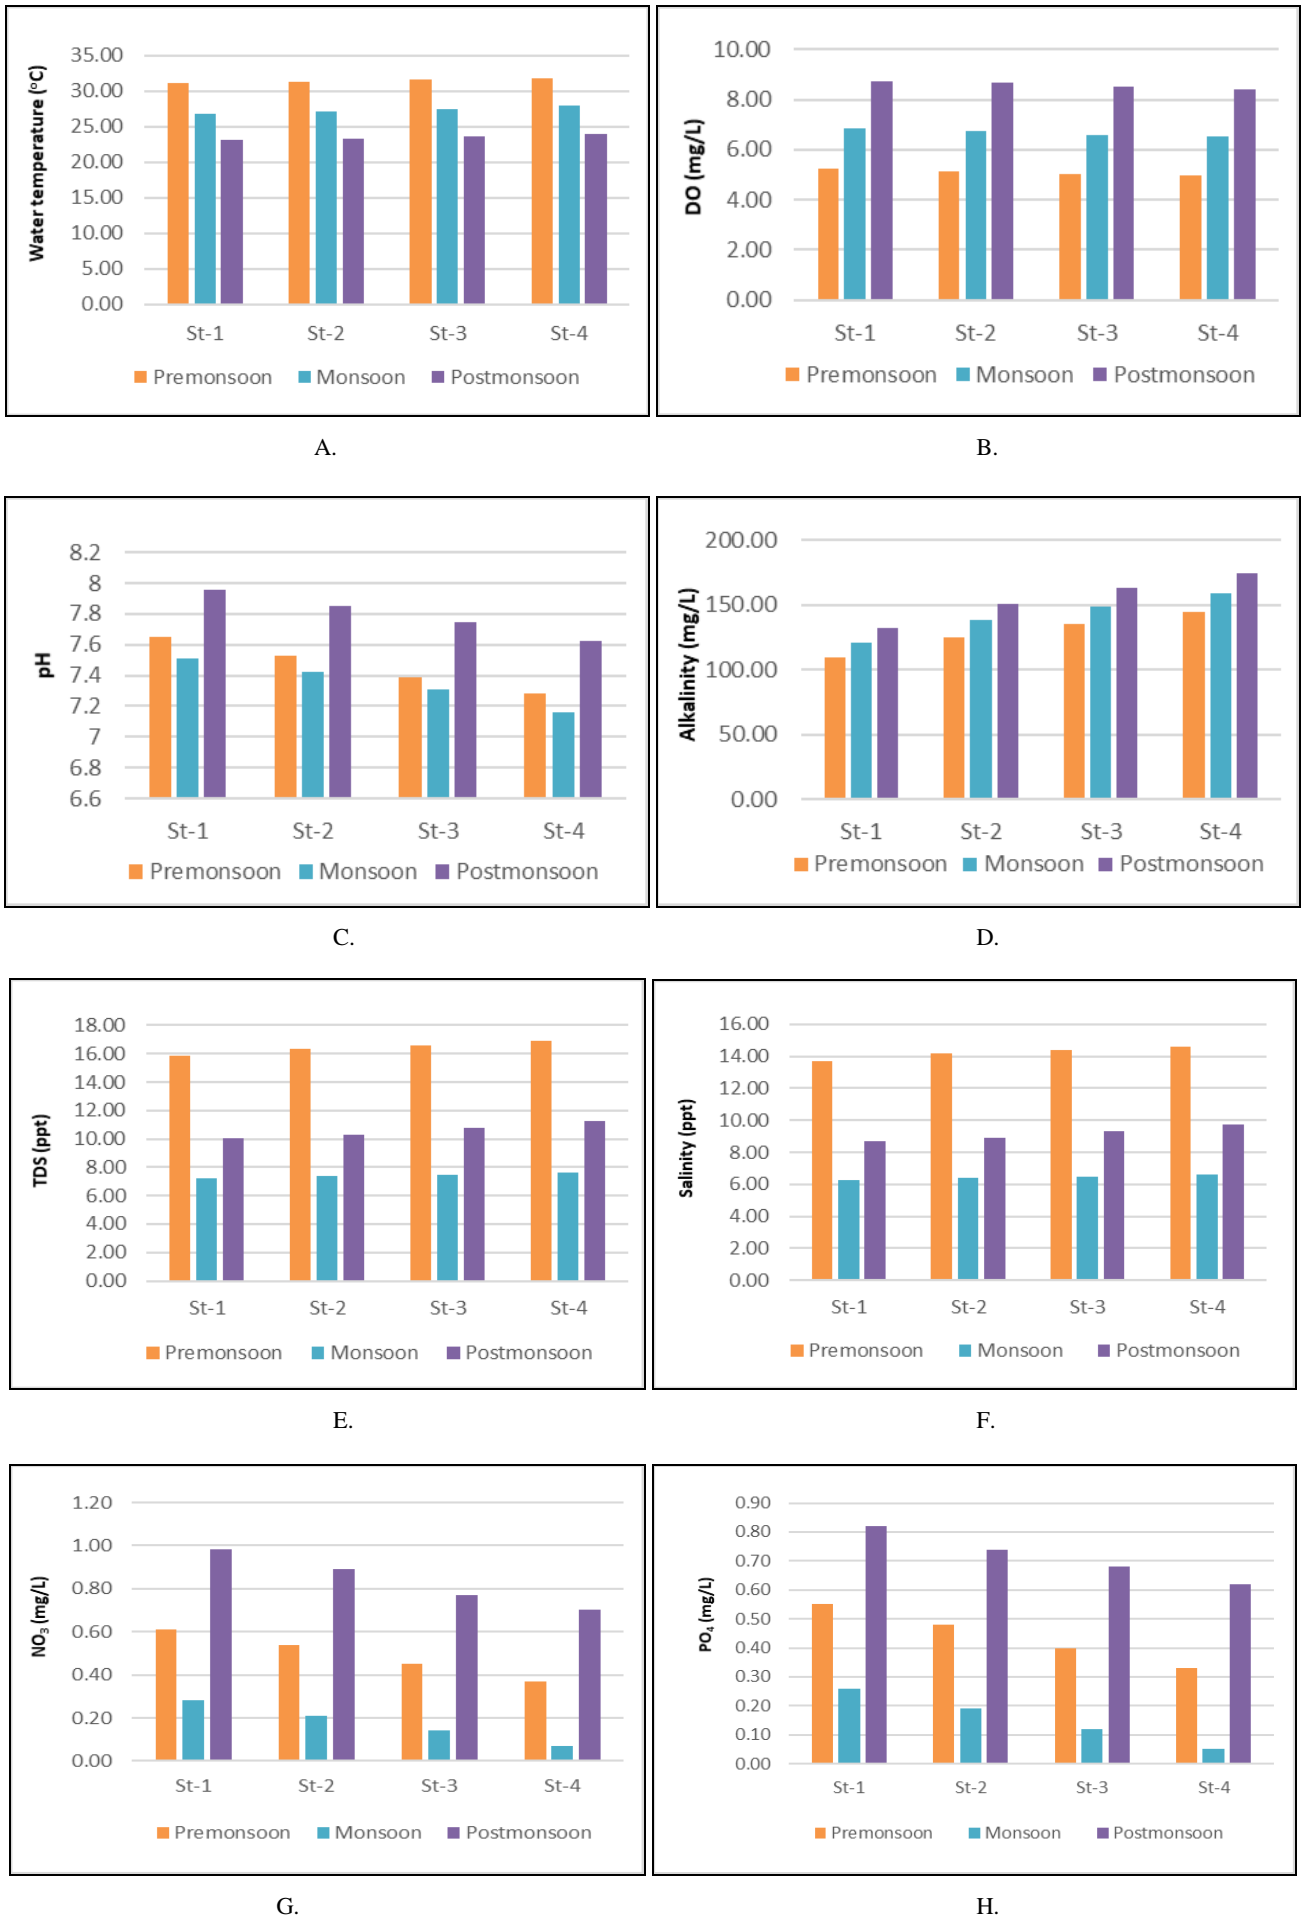 Water temperature (°C)
35.00
30.00
25.00
20.00
15.00
10.00
5.00
0.00
St-1 St-2 St-3 St-4
Premonsoon Monsoon Postmonsoon
A.
DO (mg/L)
10.00
8.00
6.00
4.00
2.00
0.00
St-1 St-2 St-3 St-4
Premonsoon Monsoon Postmonsoon
B.
pH
8.2
8
7.8
7.6
7.4
7.2
7
6.8
6.6
St-1 St-2 St-3 St-4
Premonsoon Monsoon Postmonsoon
C.
Alkalinity (mg/L)
200.00
150.00
100.00
50.00
0.00
St-1 St-2 St-3 St-4
Premonsoon Monsoon Postmonsoon
D.
TDS (ppt)
18.00
16.00
14.00
12.00
10.00
8.00
6.00
4.00
2.00
0.00
St-1 St-2 St-3 St-4
Premonsoon Monsoon Postmonsoon
E.
Salinity (ppt)
16.00
14.00
12.00
10.00
8.00
6.00
4.00
2.00
0.00
St-1 St-2 St-3 St-4
Premonsoon Monsoon Postmonsoon
F.
NO₃ (mg/L)
1.20
1.00
0.80
0.60
0.40
0.20
0.00
St-1 St-2 St-3 St-4
Premonsoon Monsoon Postmonsoon
G.
PO₄ (mg/L)
0.90
0.80
0.70
0.60
0.50
0.40
0.30
0.20
0.10
0.00
St-1 St-2 St-3 St-4
Premonsoon Monsoon Postmonsoon
H.